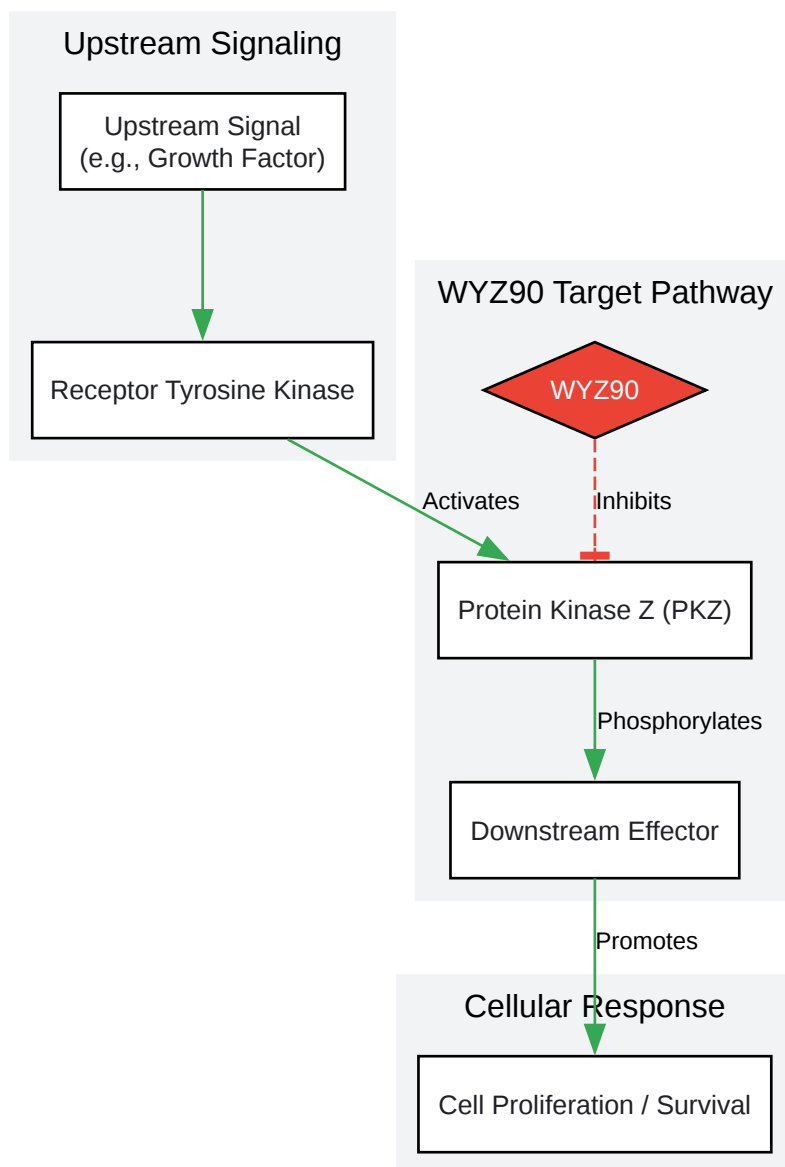 Upstream Signaling
Upstream Signal
(e.g., Growth Factor)
Receptor Tyrosine Kinase
WYZ90 Target Pathway
WYZ90
Activates
Inhibits
Protein Kinase Z (PKZ)
Phosphorylates
Downstream Effector
Promotes
Cellular Response
Cell Proliferation / Survival